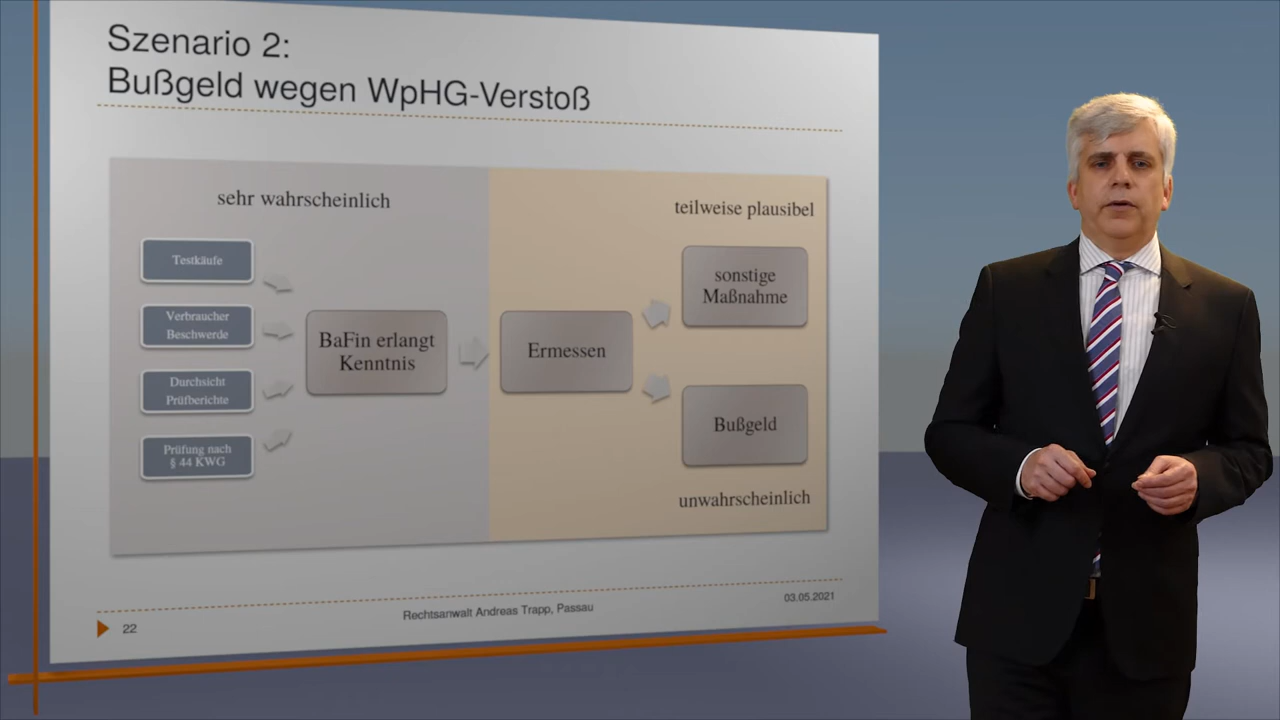 Szenario 2:
Bußgeld wegen WpHG-Verstoß
sehr wahrscheinlich
teilweise plausibel
Testkäufe
Verbraucher
Beschwerde
Durchsicht
Prüfberichte
Prüfung nach
§ 44 KWG
BaFin erlangt
Kenntnis
Ermessen
sonstige
Maßnahme
Bußgeld
unwahrscheinlich
22
Rechtsanwalt Andreas Trapp, Passau
03.05.2021